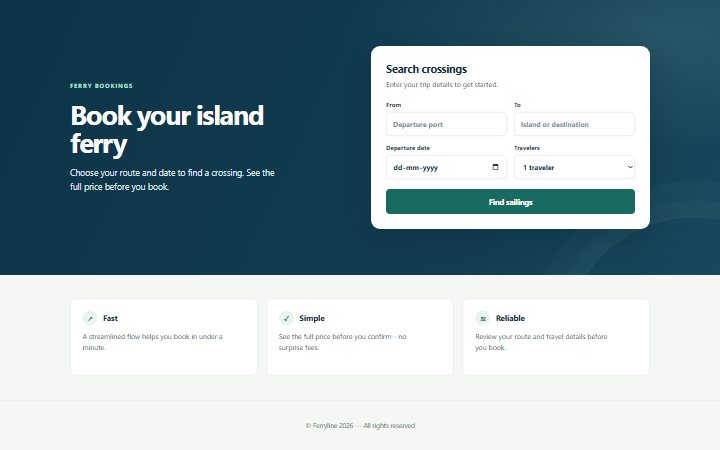 FERRY BOOKINGS
Book your island
ferry
Choose your route and date to find a crossing. See the
full price before you book.
Search crossings
Enter your trip details to get started.
From
To
Departure port
Island or destination
Departure date
Travelers
dd-mm-yyyy
1 traveler
Find sailings
Fast
A streamlined flow helps you book in under a
minute.
Simple
See the full price before you confirm—no
surprise fees.
Reliable
Review your route and travel details before
you book.
© Ferryline 2026 — All rights reserved